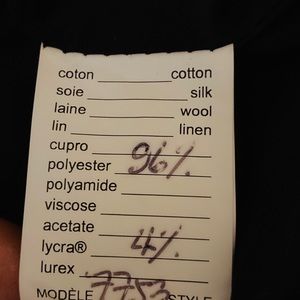 coton cotton
soie silk
laine wool
lin linen
cupro
polyester 96%
polyamide
viscose
acetate
lycra® 4%
lurex
MODÈLE 7753 STYLE